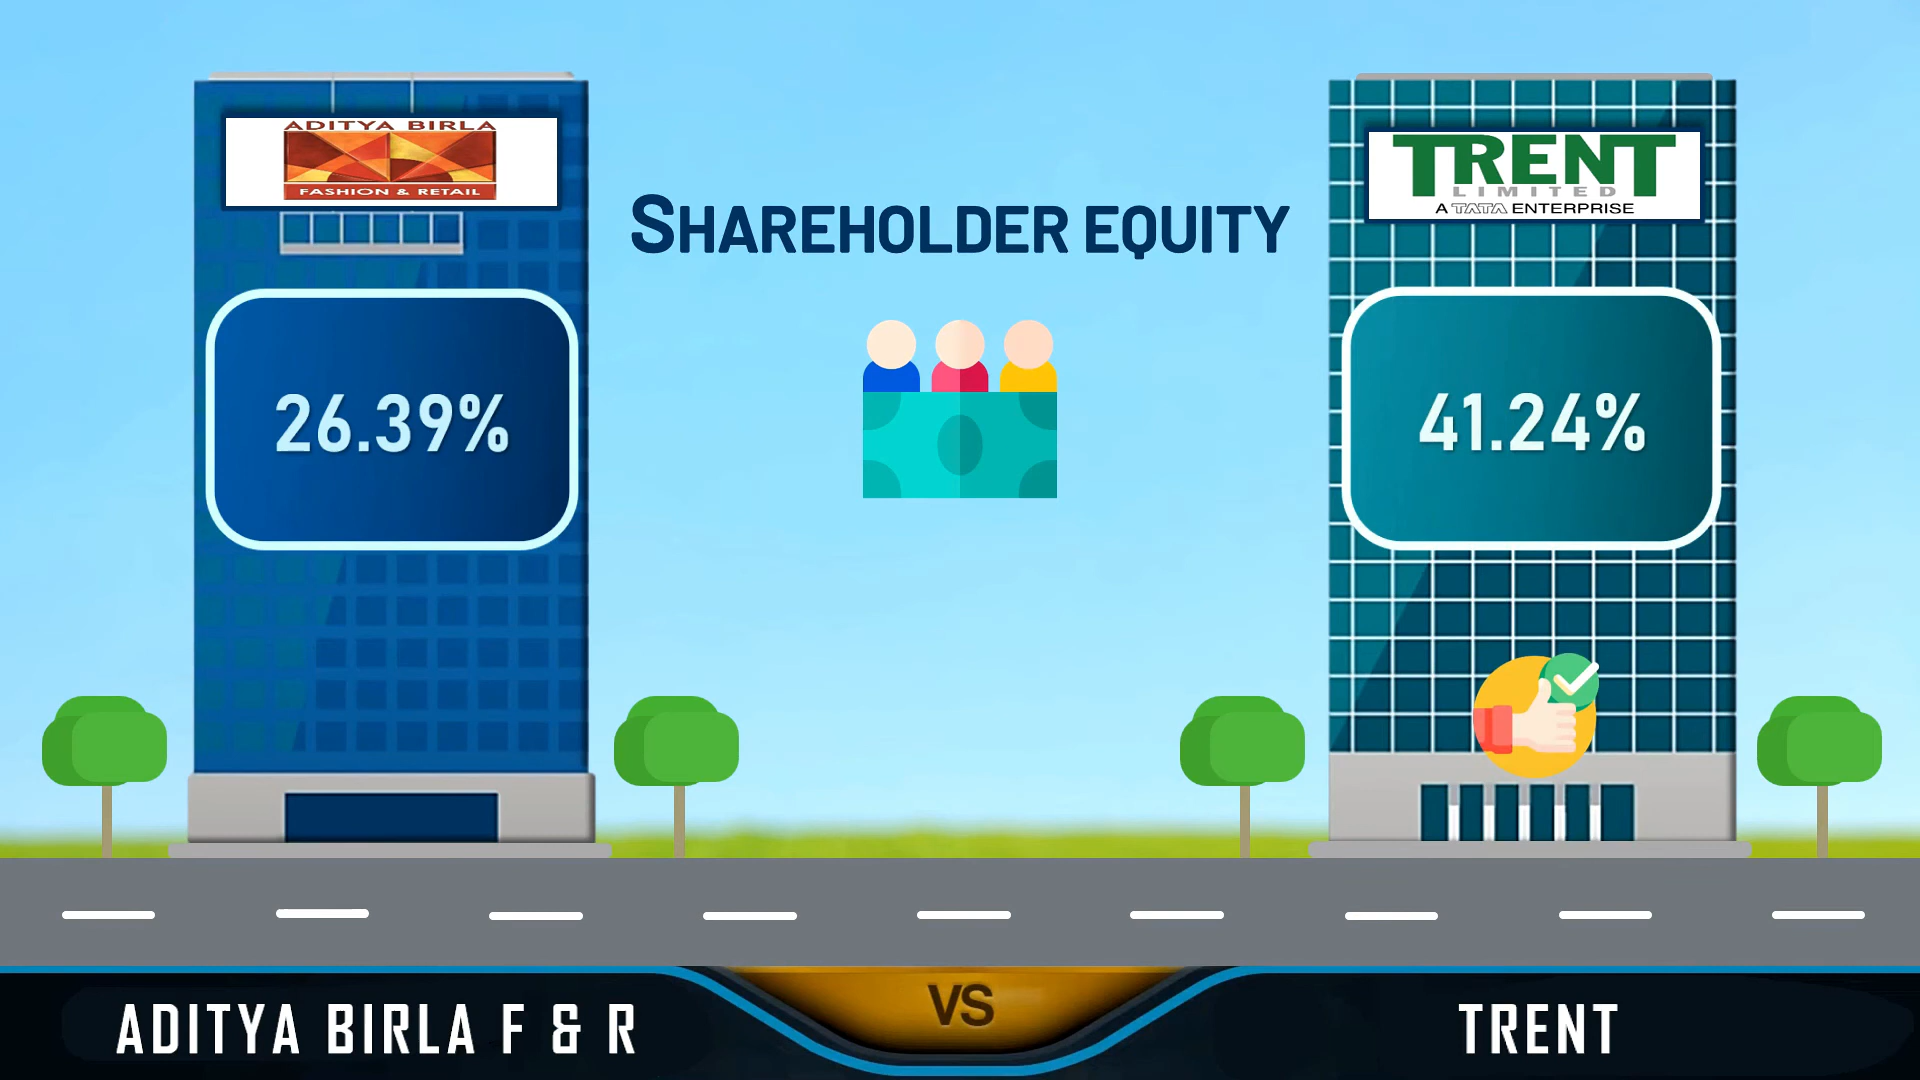 ADITYA BIRLA
FASHION & RETAIL
TRENT
LIMITED
A TATA ENTERPRISE
SHAREHOLDER EQUITY
26.39%
41.24%
ADITYA BIRLA F & R
VS
TRENT